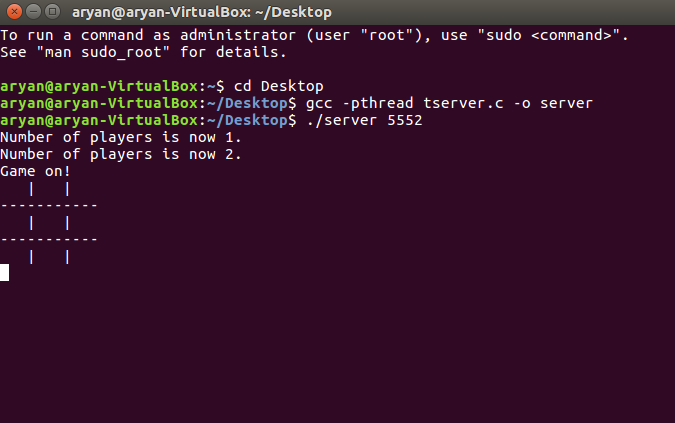 aryan@aryan-VirtualBox: ~/Desktop
To run a command as administrator (user "root"), use "sudo <command>".
See "man sudo_root" for details.
aryan@aryan-VirtualBox:~$ cd Desktop
aryan@aryan-VirtualBox:~/Desktop$ gcc -pthread tserver.c -o server
aryan@aryan-VirtualBox:~/Desktop$ ./server 5552
Number of players is now 1.
Number of players is now 2.
Game on!
   |   |
-----------
   |   |
-----------
   |   |